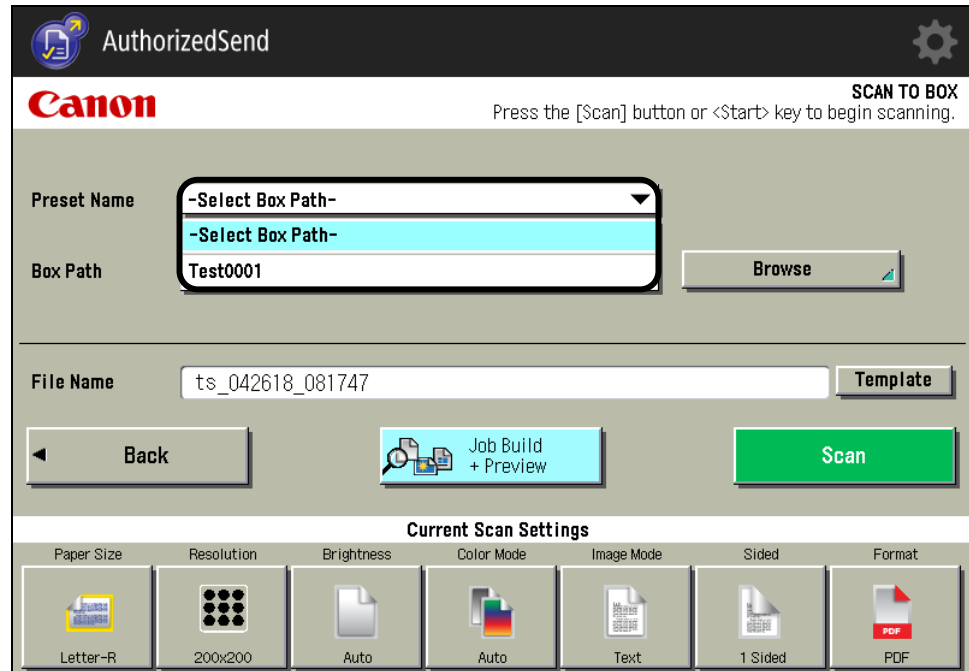 AuthorizedSend
Canon
SCAN TO BOX
Press the [Scan] button or <Start> key to begin scanning.
Preset Name
-Select Box Path-
-Select Box Path-
Box Path
Test0001
Browse
File Name
ts_042618_081747
Template
Back
Job Build
+ Preview
Scan
Current Scan Settings
Paper Size
Resolution
Brightness
Color Mode
Image Mode
Sided
Format
PDF
Letter-R
200x200
Auto
Auto
Text
1 Sided
PDF